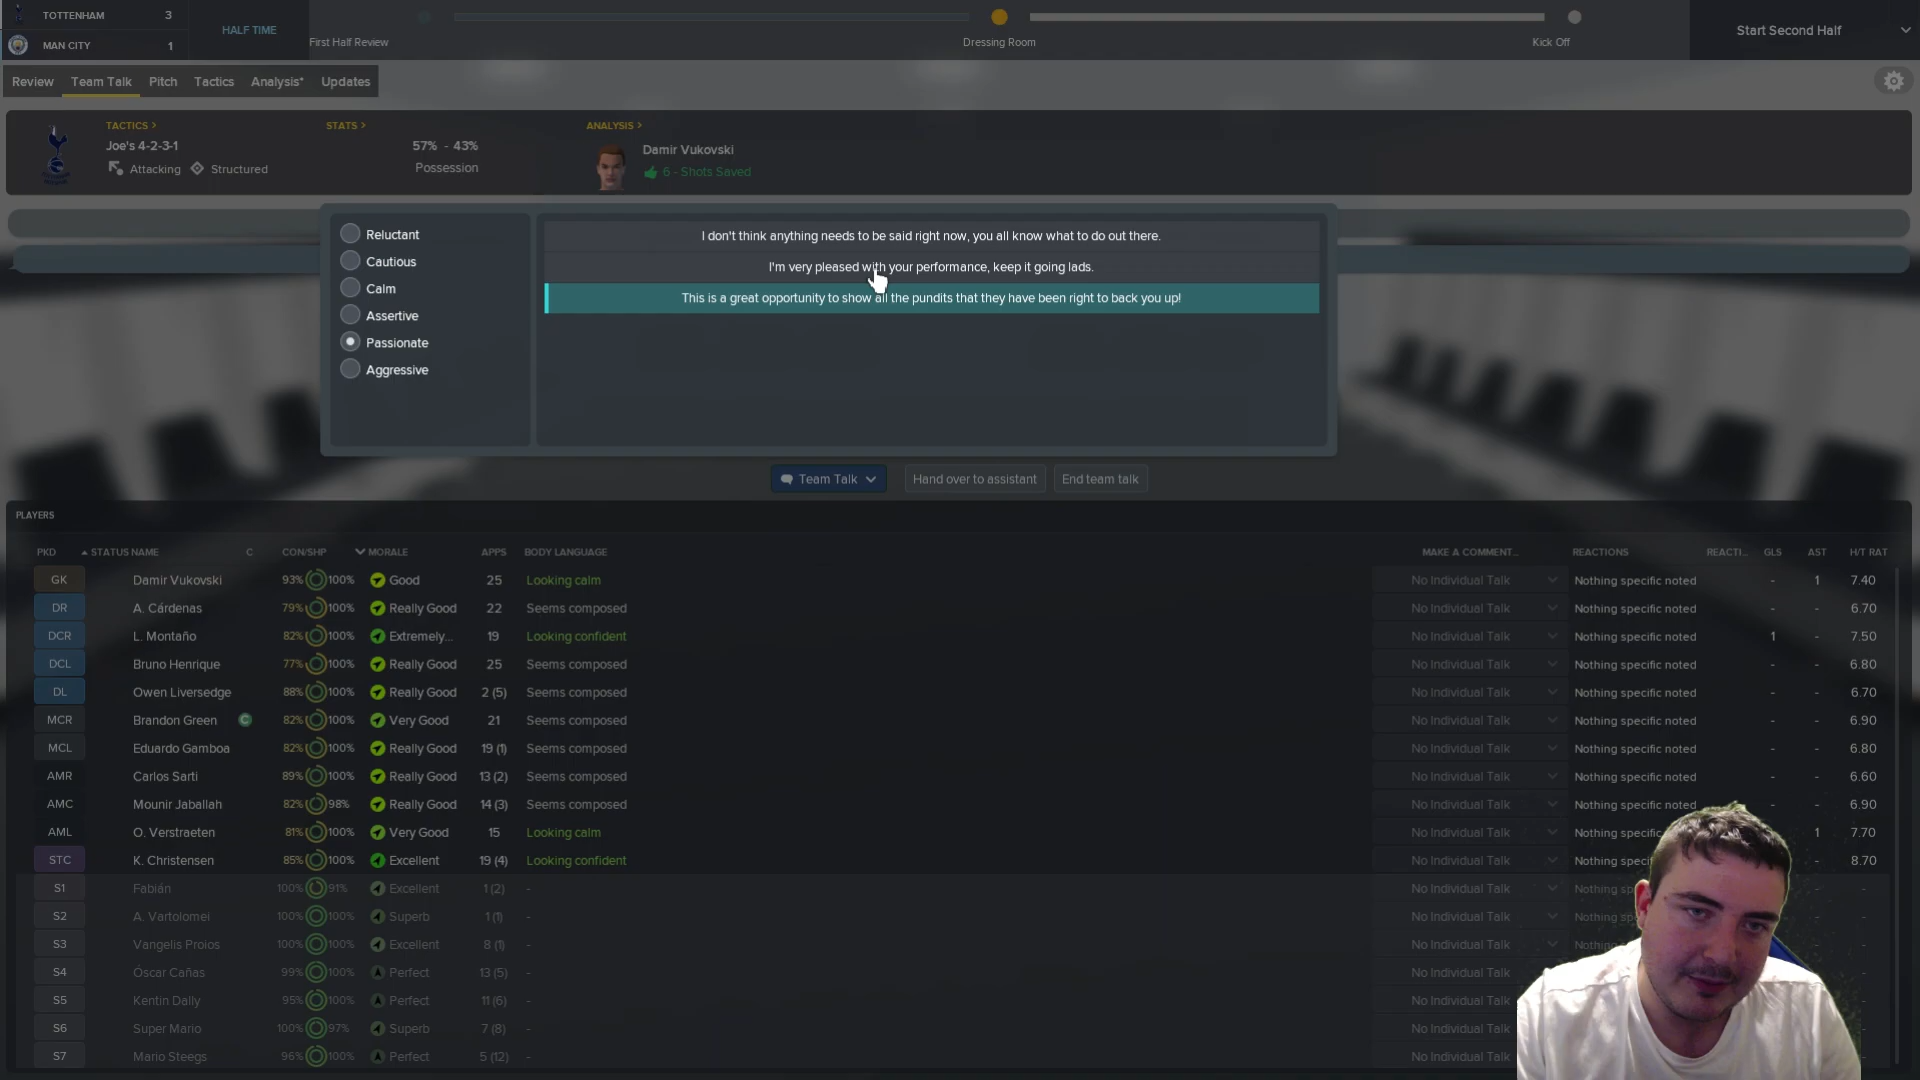 TOTTENHAM 3
MAN CITY 1
HALF TIME
First Half Review
Dressing Room
Kick Off
Start Second Half
Review Team Talk Pitch Tactics Analysis* Updates
TACTICS >
Joe's 4-2-3-1
Attacking Structured
STATS >
57% - 43%
Possession
ANALYSIS >
Damir Vukovski
6 - Shots Saved
Reluctant
Cautious
Calm
Assertive
Passionate
Aggressive
I don't think anything needs to be said right now, you all know what to do out there.
I'm very pleased with your performance, keep it going lads.
This is a great opportunity to show all the pundits that they have been right to back you up!
Team Talk Hand over to assistant End team talk
PLAYERS
PKD STATUS NAME C CON/SHP MORALE APPS BODY LANGUAGE MAKE A COMMENT... REACTIONS REACTI... GLS AST H/T RAT
GK Damir Vukovski 93% 100% Good 25 Looking calm No Individual Talk Nothing specific noted - 1 7.40
DR A. Cárdenas 79% 100% Really Good 22 Seems composed No Individual Talk Nothing specific noted - - 6.70
DCR L. Montaño 82% 100% Extremely... 19 Looking confident No Individual Talk Nothing specific noted 1 - 7.50
DCL Bruno Henrique 77% 100% Really Good 25 Seems composed No Individual Talk Nothing specific noted - - 6.80
DL Owen Liversedge 88% 100% Really Good 2 (5) Seems composed No Individual Talk Nothing specific noted - - 6.70
MCR Brandon Green C 82% 100% Very Good 21 Seems composed No Individual Talk Nothing specific noted - - 6.90
MCL Eduardo Gamboa 82% 100% Really Good 19 (1) Seems composed No Individual Talk Nothing specific noted - - 6.80
AMR Carlos Sarti 89% 100% Really Good 13 (2) Seems composed No Individual Talk Nothing specific noted - - 6.60
AMC Mounir Jaballah 82% 98% Really Good 14 (3) Seems composed No Individual Talk Nothing specific noted - - 6.90
AML O. Verstraeten 81% 100% Very Good 15 Looking calm No Individual Talk Nothing specific 1 7.70
STC K. Christensen 85% 100% Excellent 19 (4) Looking confident No Individual Talk Nothing speci - 8.70
S1 Fabián 100% 91% Excellent 1 (2) - No Individual Talk Nothing spe -
S2 A. Vartolomei 100% 100% Superb 1 (1) - No Individual Talk Nothing sp -
S3 Vangelis Proios 100% 100% Excellent 8 (1) - No Individual Talk Nothing -
S4 Óscar Cañas 99% 100% Perfect 13 (5) - No Individual Talk
S5 Kentin Dally 95% 100% Perfect 11 (6) - No Individual Talk
S6 Super Mario 100% 97% Superb 7 (8) - No Individual Talk
S7 Mario Steegs 96% 100% Perfect 5 (12) - No Individual Talk